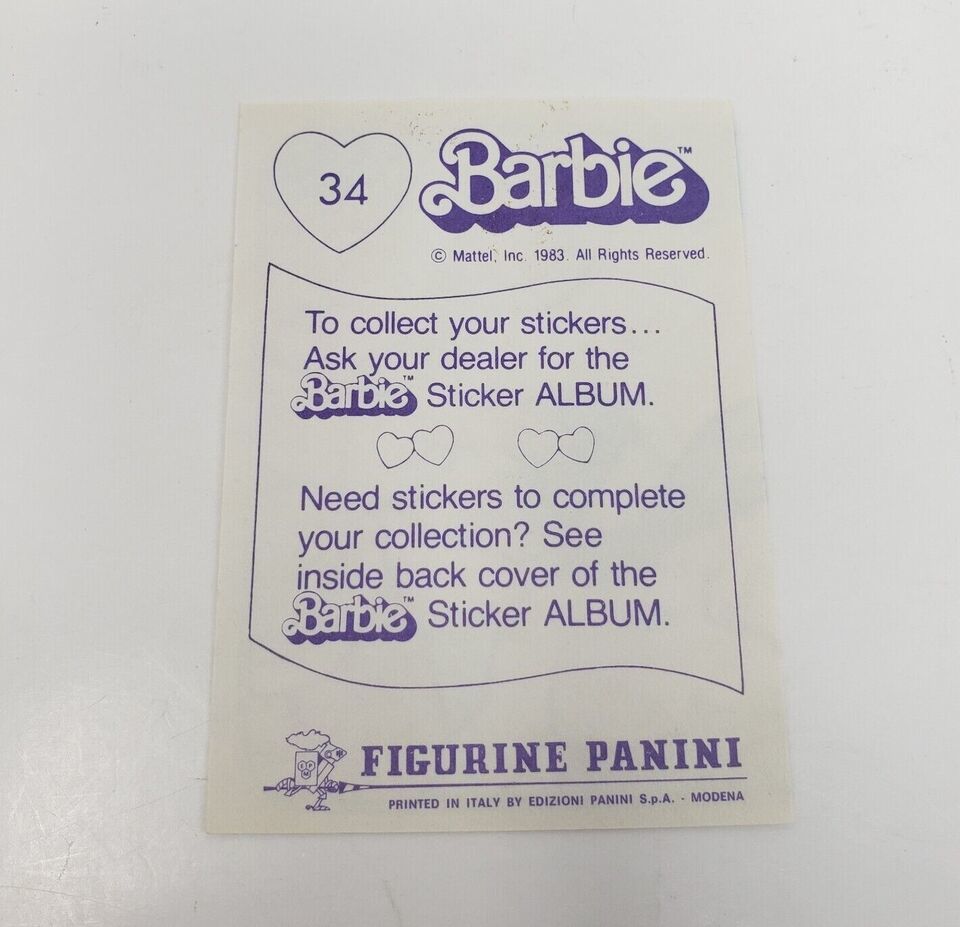 34
Barbie™
© Mattel, Inc. 1983. All Rights Reserved.
To collect your stickers...
Ask your dealer for the
Barbie™ Sticker ALBUM.
Need stickers to complete
your collection? See
inside back cover of the
Barbie™ Sticker ALBUM.
FIGURINE PANINI
PRINTED IN ITALY BY EDIZIONI PANINI S.p.A. - MODENA